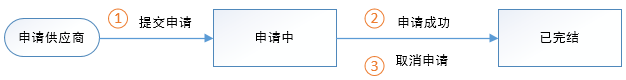 申请供应商
① 提交申请
申请中
② 申请成功
③ 取消申请
已完结